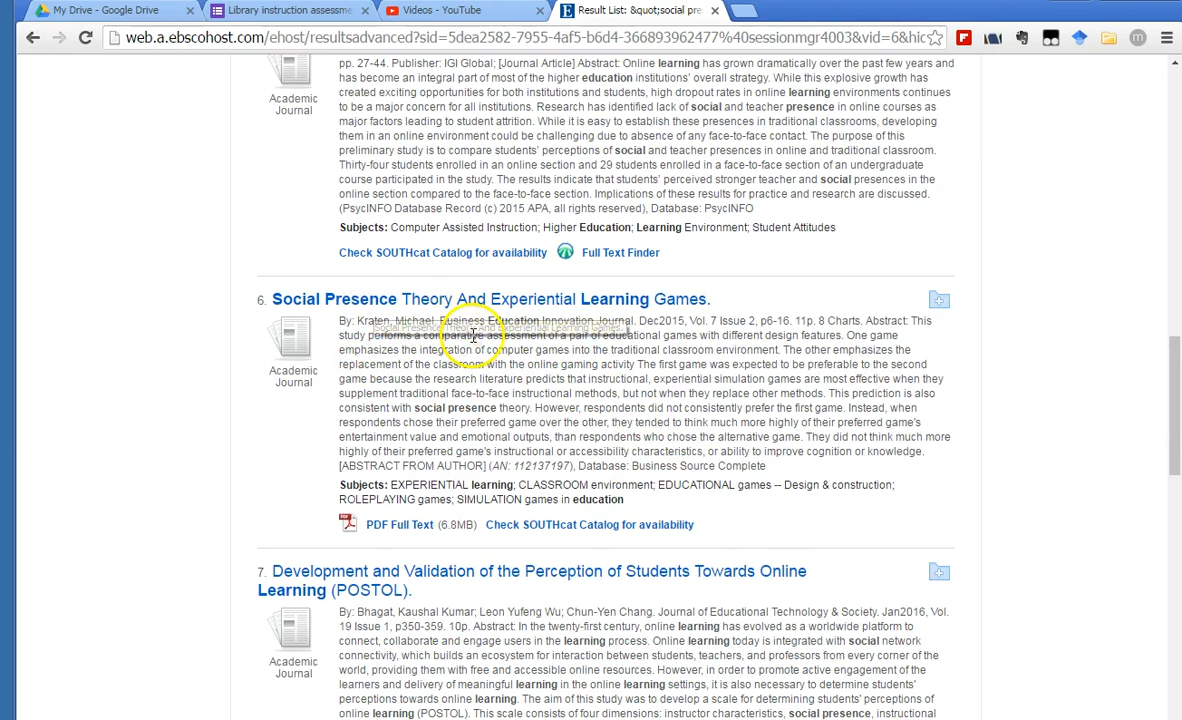 My Drive - Google Drive
Library instruction assessme
Videos - YouTube
Result List: &quot;social pre
web.a.ebscohost.com/ehost/resultsadvanced?sid=5dea2582-7955-4af5-b6d4-366893962477%40sessionmgr4003&vid=6&hic
pp. 27-44. Publisher: IGI Global; [Journal Article] Abstract: Online learning has grown dramatically over the past few years and
has become an integral part of most of the higher education institutions' overall strategy. While this explosive growth has
created exciting opportunities for both institutions and students, high dropout rates in online learning environments continues
to be a major concern for all institutions. Research has identified lack of social and teacher presence in online courses as
major factors leading to student attrition. While it is easy to establish these presences in traditional classrooms, developing
them in an online environment could be challenging due to absence of any face-to-face contact. The purpose of this
preliminary study is to compare students' perceptions of social and teacher presences in online and traditional classroom.
Thirty-four students enrolled in an online section and 29 students enrolled in a face-to-face section of an undergraduate
course participated in the study. The results indicate that students' perceived stronger teacher and social presences in the
online section compared to the face-to-face section. Implications of these results for practice and research are discussed.
(PsycINFO Database Record (c) 2015 APA, all rights reserved), Database: PsycINFO
Academic
Journal
Subjects: Computer Assisted Instruction; Higher Education; Learning Environment; Student Attitudes
Check SOUTHcat Catalog for availability Full Text Finder
6. Social Presence Theory And Experiential Learning Games.
By: Kraten, Michael. Business Education Innovation Journal. Dec2015, Vol. 7 Issue 2, p6-16. 11p. 8 Charts. Abstract: This
Social Presence Theory And Experiential Learning Games.
study performs a comparative assessment of a pair of educational games with different design features. One game
emphasizes the integration of computer games into the traditional classroom environment. The other emphasizes the
replacement of the classroom with the online gaming activity The first game was expected to be preferable to the second
game because the research literature predicts that instructional, experiential simulation games are most effective when they
supplement traditional face-to-face instructional methods, but not when they replace other methods. This prediction is also
consistent with social presence theory. However, respondents did not consistently prefer the first game. Instead, when
respondents chose their preferred game over the other, they tended to think much more highly of their preferred game's
entertainment value and emotional outputs, than respondents who chose the alternative game. They did not think much more
highly of their preferred game's instructional or accessibility characteristics, or ability to improve cognition or knowledge.
[ABSTRACT FROM AUTHOR] (AN: 112137197), Database: Business Source Complete
Academic
Journal
Subjects: EXPERIENTIAL learning; CLASSROOM environment; EDUCATIONAL games -- Design & construction;
ROLEPLAYING games; SIMULATION games in education
PDF Full Text (6.8MB) Check SOUTHcat Catalog for availability
7. Development and Validation of the Perception of Students Towards Online
Learning (POSTOL).
By: Bhagat, Kaushal Kumar; Leon Yufeng Wu; Chun-Yen Chang. Journal of Educational Technology & Society. Jan2016, Vol.
19 Issue 1, p350-359. 10p. Abstract: In the twenty-first century, online learning has evolved as a worldwide platform to
connect, collaborate and engage users in the learning process. Online learning today is integrated with social network
connectivity, which builds an ecosystem for interaction between students, teachers, and professors from every corner of the
world, providing them with free and accessible online resources. However, in order to promote active engagement of the
learners and delivery of meaningful learning in the online learning settings, it is also necessary to determine students'
perceptions towards online learning. The aim of this study was to develop a scale for determining students' perceptions of
online learning (POSTOL). This scale consists of four dimensions: instructor characteristics, social presence, instructional
Academic
Journal